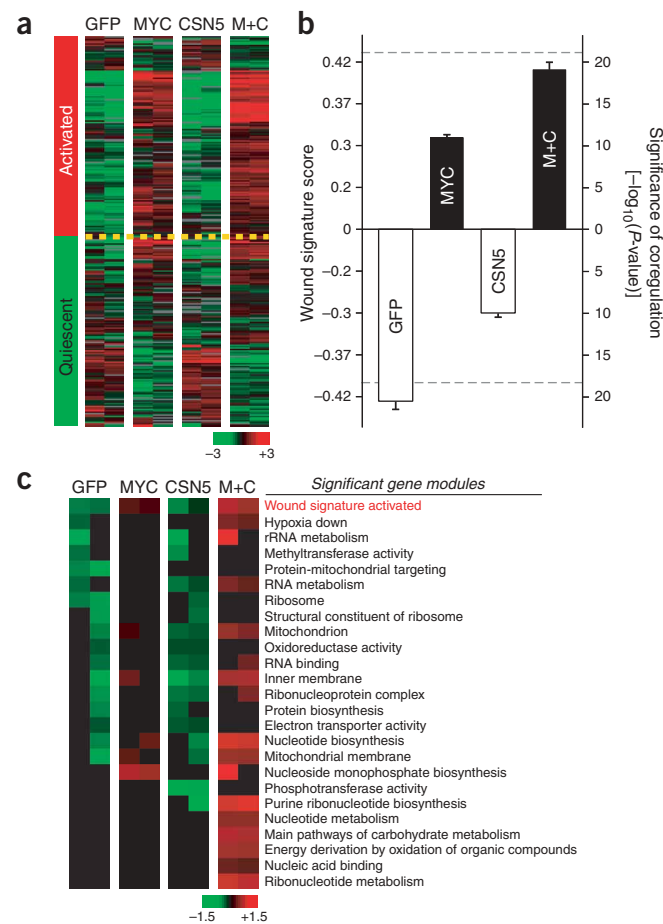 a
GFP MYC CSN5 M+C
Activated
Quiescent
−3 +3
b
Wound signature score
0.42
0.37
0.3
0.2
0
−0.2
−0.3
−0.37
−0.42
GFP
MYC
CSN5
M+C
20
15
10
5
0
5
10
15
20
Significance of coregulation
[−log10(P-value)]
c
GFP MYC CSN5 M+C Significant gene modules
Wound signature activated
Hypoxia down
rRNA metabolism
Methyltransferase activity
Protein-mitochondrial targeting
RNA metabolism
Ribosome
Structural constituent of ribosome
Mitochondrion
Oxidoreductase activity
RNA binding
Inner membrane
Ribonucleoprotein complex
Protein biosynthesis
Electron transporter activity
Nucleotide biosynthesis
Mitochondrial membrane
Nucleoside monophosphate biosynthesis
Phosphotransferase activity
Purine ribonucleotide biosynthesis
Nucleotide metabolism
Main pathways of carbohydrate metabolism
Energy derivation by oxidation of organic compounds
Nucleic acid binding
Ribonucleotide metabolism
−1.5 +1.5